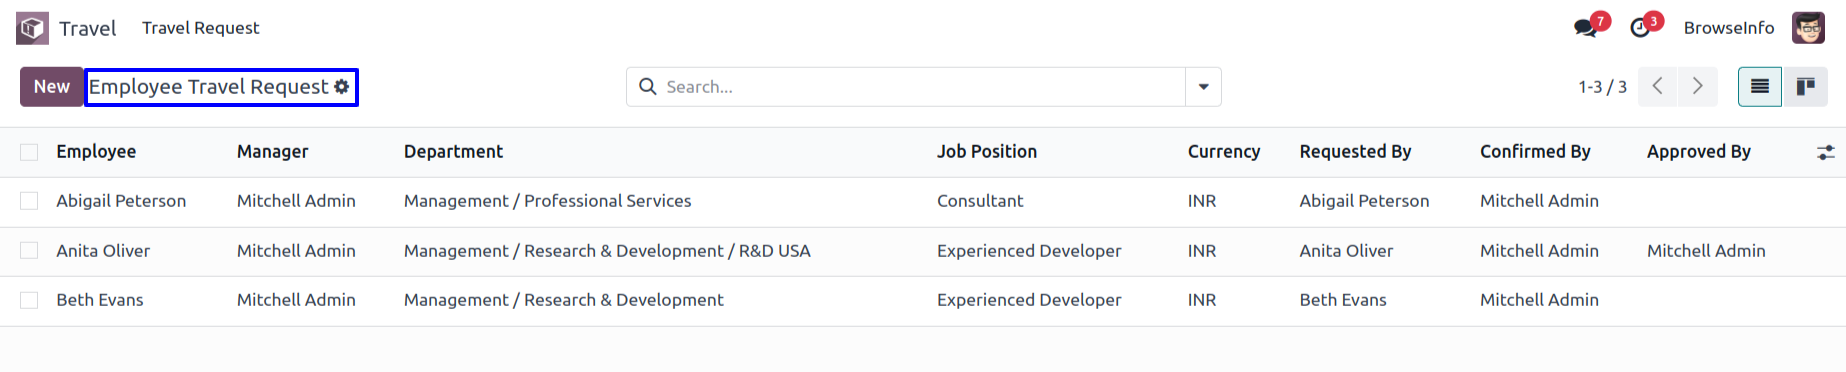 Travel Travel Request 7 3 BrowseInfo
New Employee Travel Request Search... 1-3 / 3
Employee Manager Department Job Position Currency Requested By Confirmed By Approved By
Abigail Peterson Mitchell Admin Management / Professional Services Consultant INR Abigail Peterson Mitchell Admin
Anita Oliver Mitchell Admin Management / Research & Development / R&D USA Experienced Developer INR Anita Oliver Mitchell Admin Mitchell Admin
Beth Evans Mitchell Admin Management / Research & Development Experienced Developer INR Beth Evans Mitchell Admin